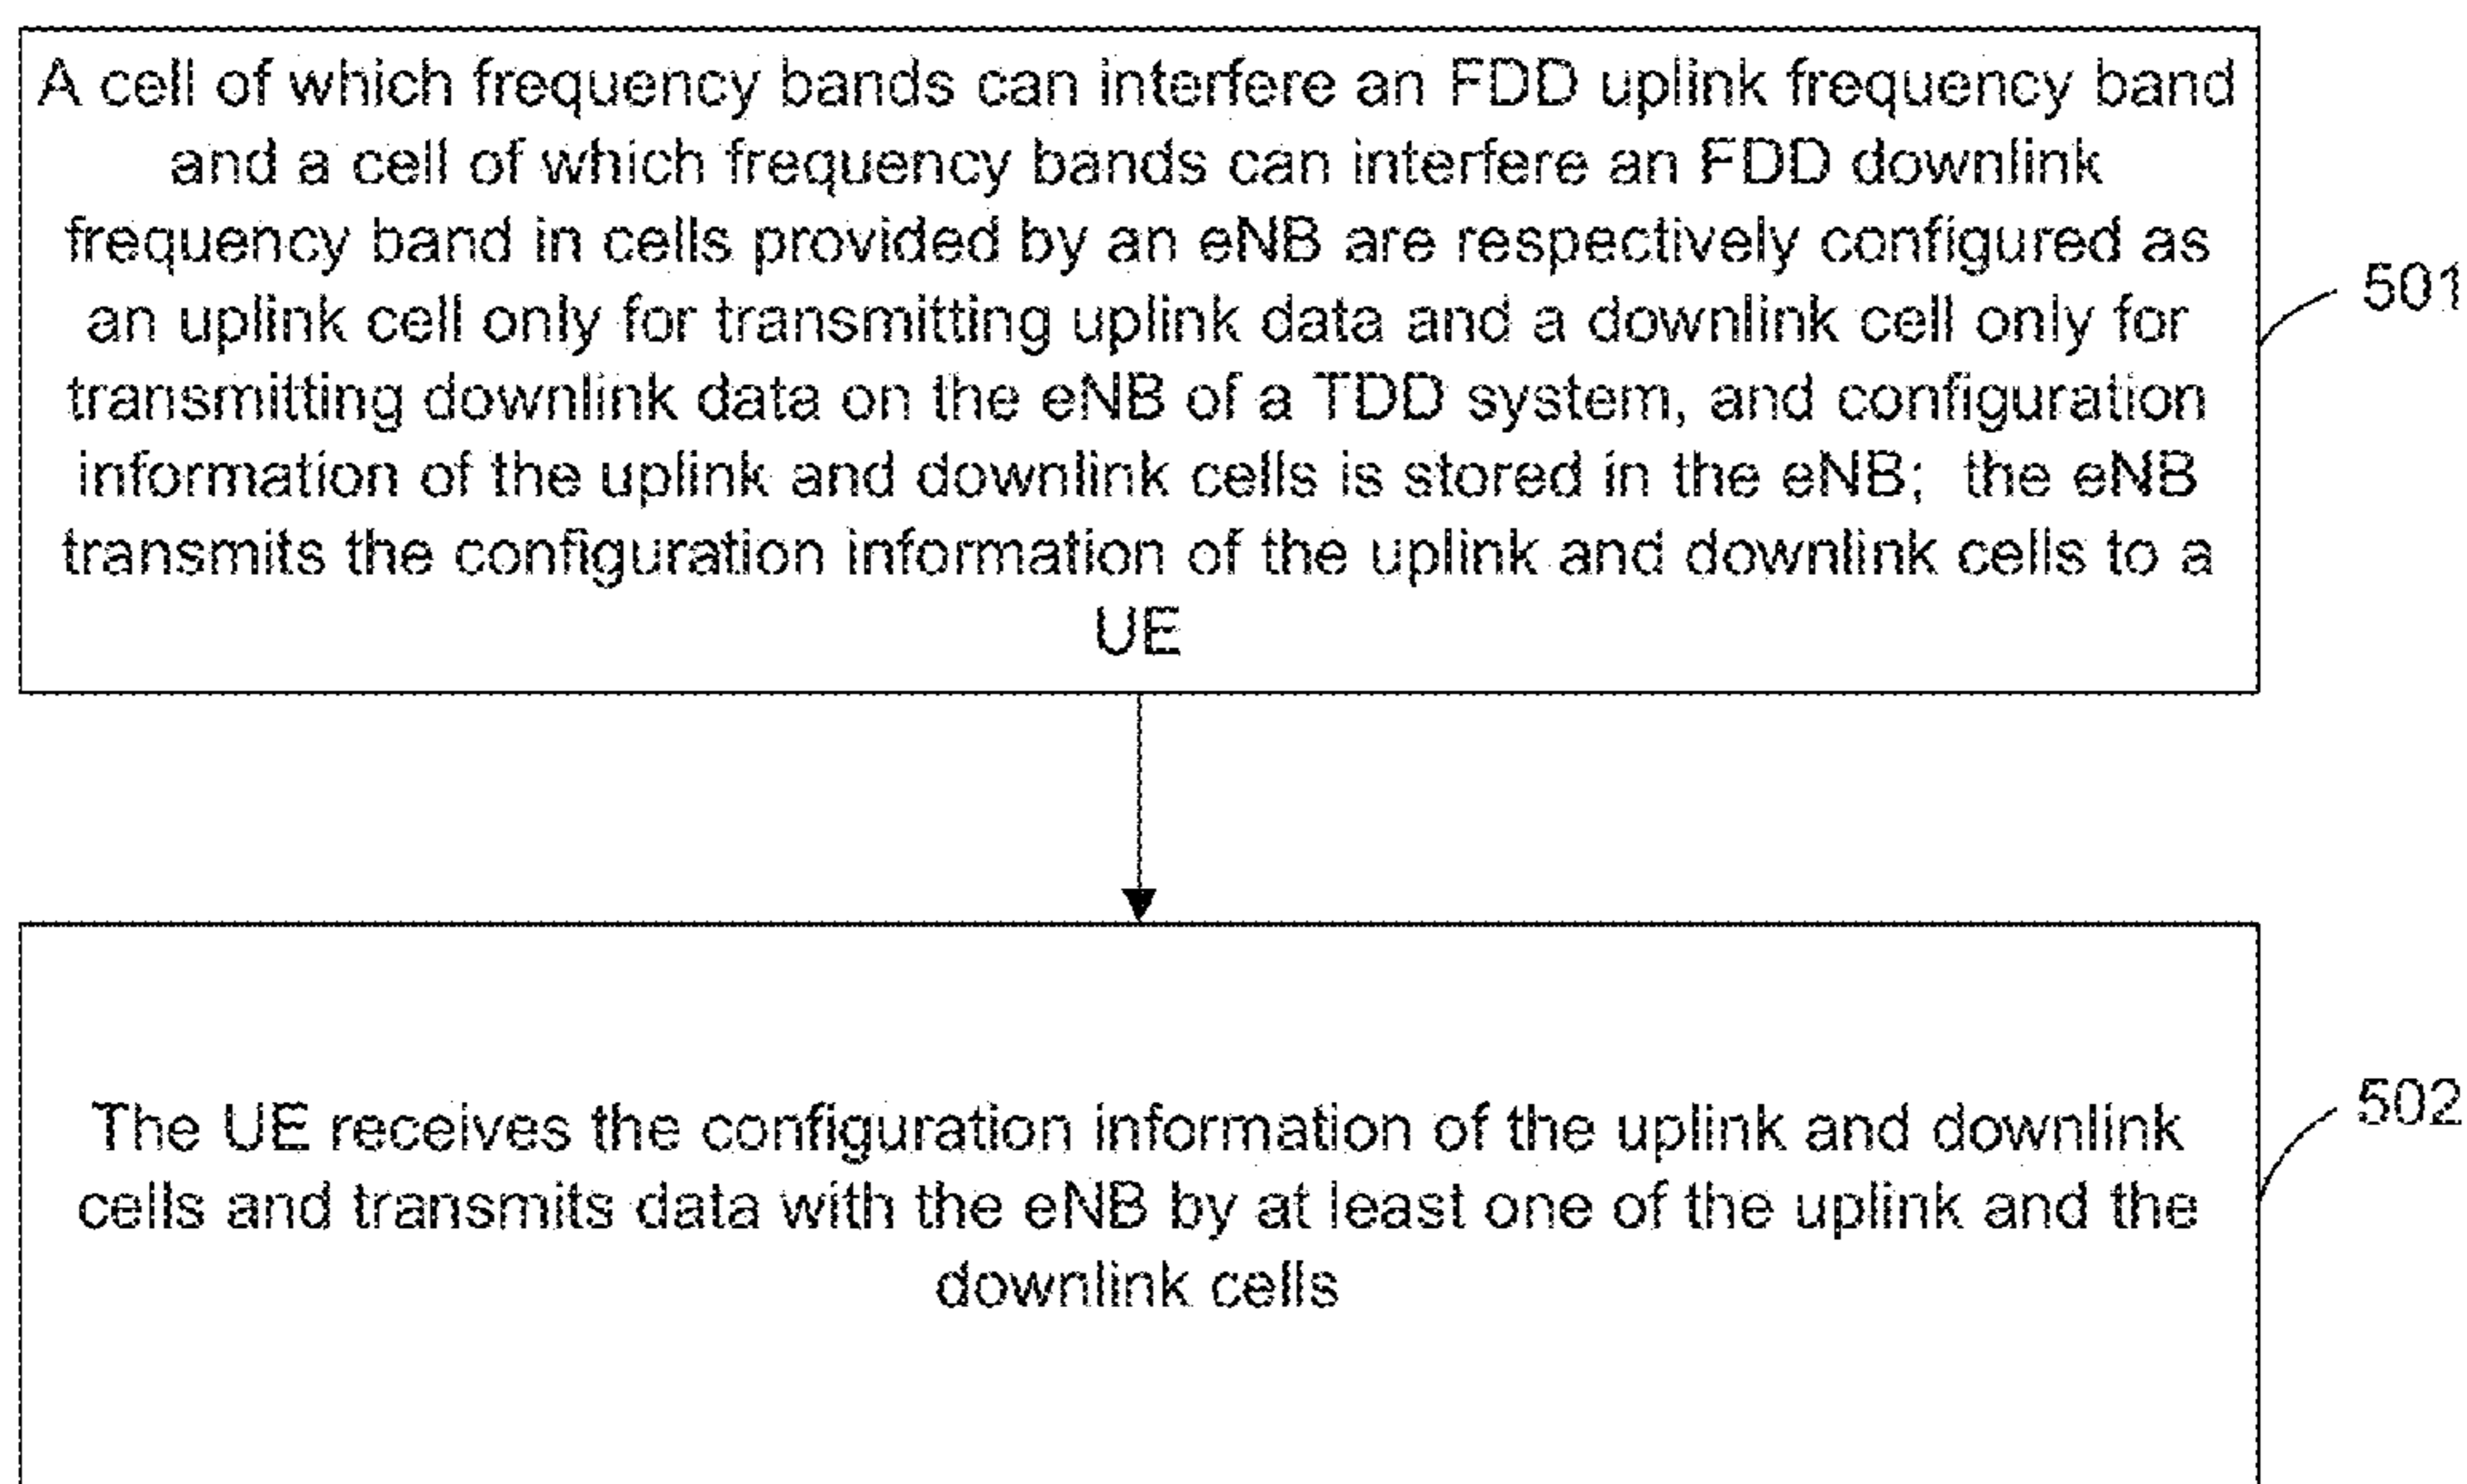 A cell of which frequency bands can interfere an FDD uplink frequency band
and a cell of which frequency bands can interfere an FDD downlink
frequency band in cells provided by an eNB are respectively configured as
an uplink cell only for transmitting uplink data and a downlink cell only for
transmitting downlink data on the eNB of a TDD system, and configuration
information of the uplink and downlink cells is stored in the eNB; the eNB
transmits the configuration information of the uplink and downlink cells to a
UE
501
The UE receives the configuration information of the uplink and downlink
cells and transmits data with the eNB by at least one of the uplink and the
downlink cells
502